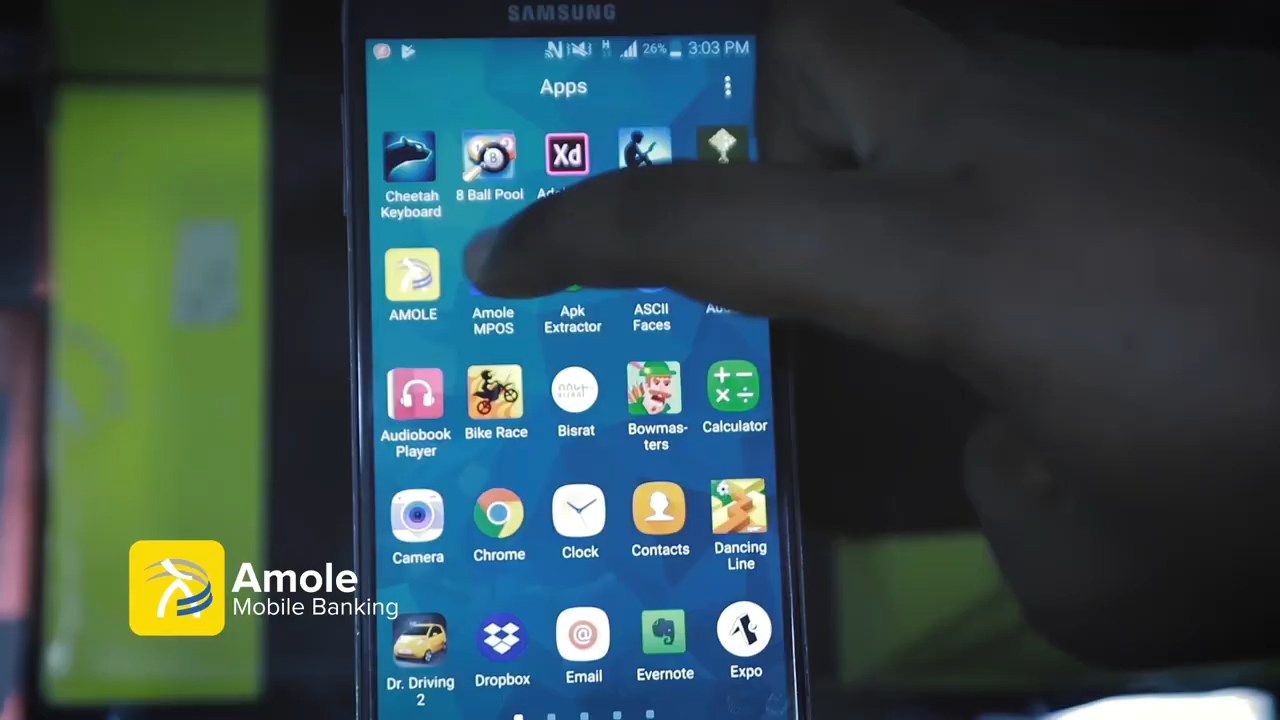 SAMSUNG
26% 3:03 PM
Apps
Xd
Cheetah
Keyboard
8 Ball Pool
8
AMOLE
Amole
MPOS
Apk
Extractor
ASCII
Faces
Audiobook
Player
Bike Race
Bisrat
Bowmas-
ters
Calculator
Camera
Chrome
Clock
Contacts
Dancing
Line
Dr. Driving
2
Dropbox
Email
Evernote
Expo
Amole
Mobile Banking